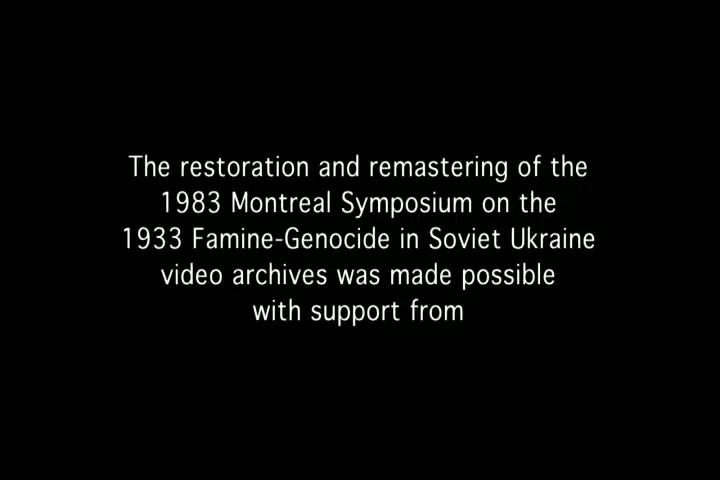 The restoration and remastering of the
1983 Montreal Symposium on the
1933 Famine-Genocide in Soviet Ukraine
video archives was made possible
with support from